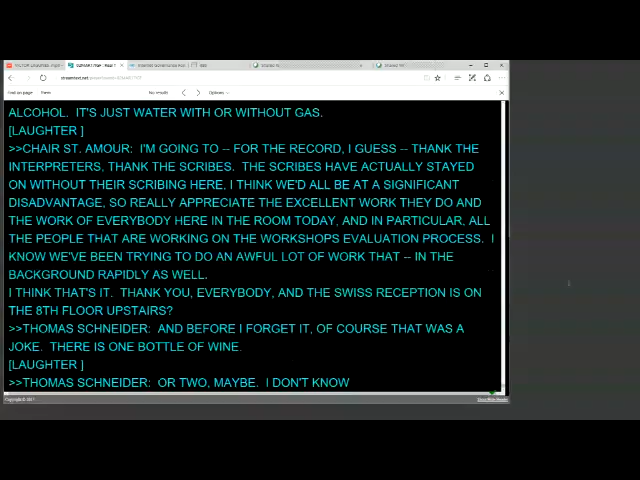 Find on page
No results
Options
ALCOHOL.  IT'S JUST WATER WITH OR WITHOUT GAS.
[LAUGHTER ]
>>CHAIR ST. AMOUR:  I'M GOING TO -- FOR THE RECORD, I GUESS -- THANK THE
INTERPRETERS, THANK THE SCRIBES.  THE SCRIBES HAVE ACTUALLY STAYED
ON WITHOUT THEIR SCRIBING HERE, I THINK WE'D ALL BE AT A SIGNIFICANT
DISADVANTAGE, SO REALLY APPRECIATE THE EXCELLENT WORK THEY DO AND
THE WORK OF EVERYBODY HERE IN THE ROOM TODAY, AND IN PARTICULAR, ALL
THE PEOPLE THAT ARE WORKING ON THE WORKSHOPS EVALUATION PROCESS.  I
KNOW WE'VE BEEN TRYING TO DO AN AWFUL LOT OF WORK THAT -- IN THE
BACKGROUND RAPIDLY AS WELL.
I THINK THAT'S IT.  THANK YOU, EVERYBODY, AND THE SWISS RECEPTION IS ON
THE 8TH FLOOR UPSTAIRS?
>>THOMAS SCHNEIDER:  AND BEFORE I FORGET IT, OF COURSE THAT WAS A
JOKE.  THERE IS ONE BOTTLE OF WINE.
[LAUGHTER ]
>>THOMAS SCHNEIDER:  OR TWO, MAYBE.  I DON'T KNOW